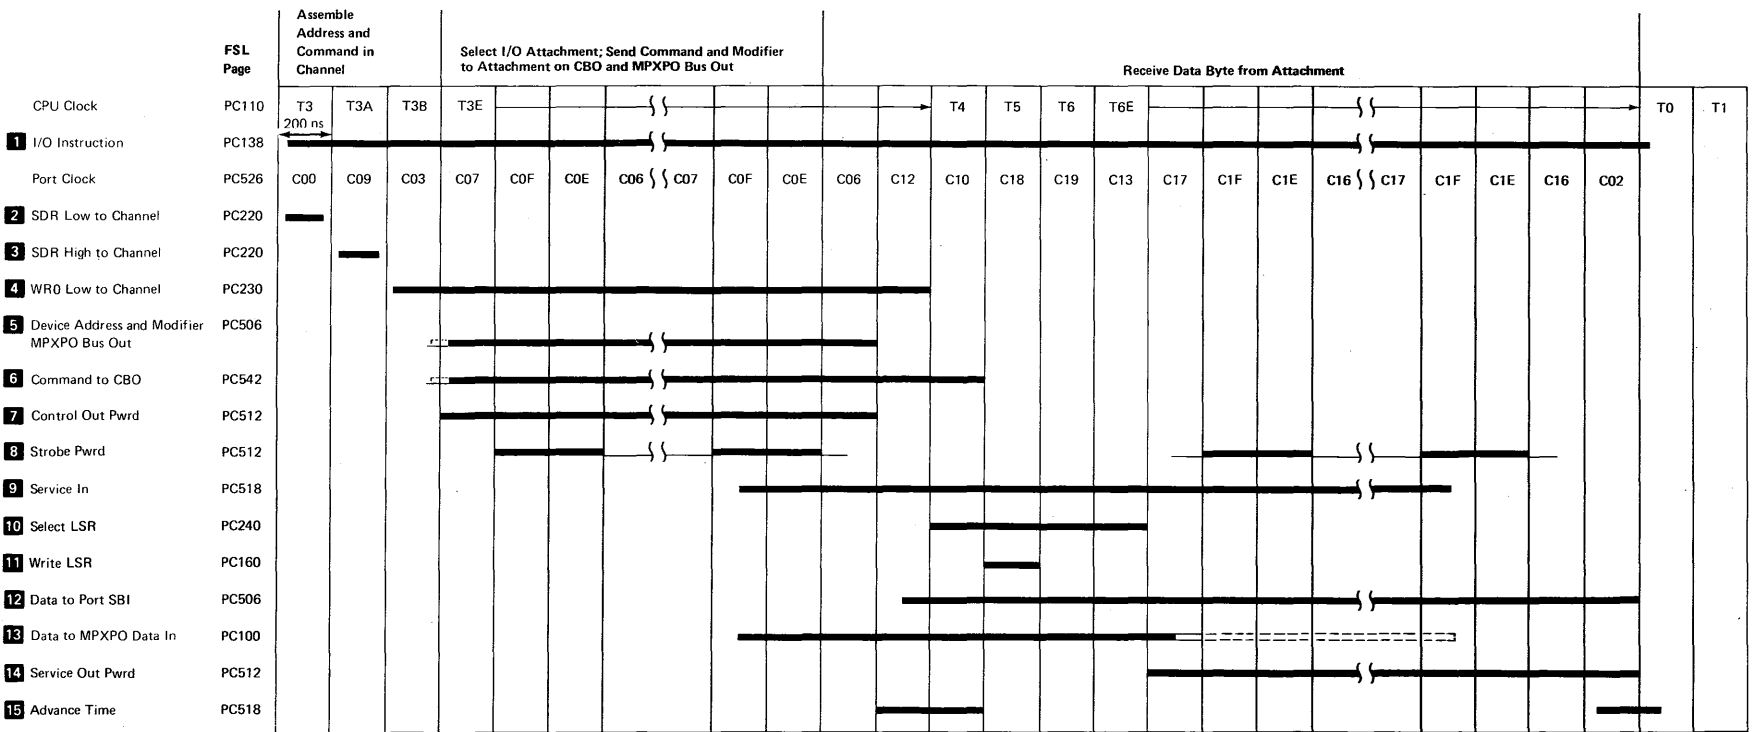 Assemble
Address and
Command in
Channel
FSL
Page
Select I/O Attachment; Send Command and Modifier
to Attachment on CBO and MPXPO Bus Out
Receive Data Byte from Attachment
CPU Clock PC110 T3 T3A T3B T3E T4 T5 T6 T6E T0 T1
200 ns
1 I/O Instruction PC138
Port Clock PC526 C00 C09 C03 C07 C0F C0E C06 C07 C0F C0E C06 C12 C10 C18 C19 C13 C17 C1F C1E C16 C17 C1F C1E C16 C02
2 SDR Low to Channel PC220
3 SDR High to Channel PC220
4 WR0 Low to Channel PC230
5 Device Address and Modifier PC506
MPXPO Bus Out
6 Command to CBO PC542
7 Control Out Pwrd PC512
8 Strobe Pwrd PC512
9 Service In PC518
10 Select LSR PC240
11 Write LSR PC160
12 Data to Port SBI PC506
13 Data to MPXPO Data In PC100
14 Service Out Pwrd PC512
15 Advance Time PC518